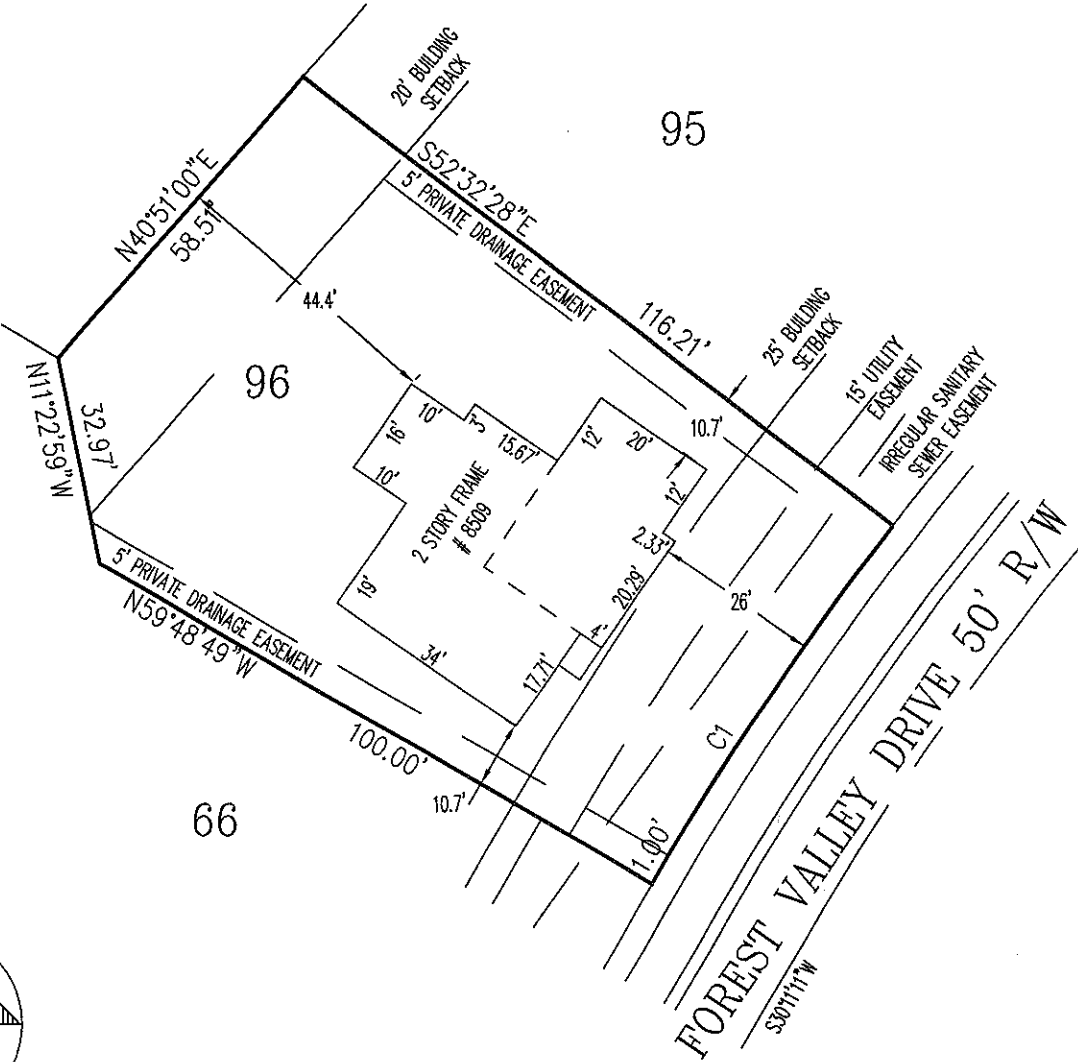 20' BUILDING
SETBACK
95
N40°51'00"E
58.51'
S52°32'28"E
5' PRIVATE DRAINAGE EASEMENT
116.21'
25' BUILDING
SETBACK
15' UTILITY
EASEMENT
IRREGULAR SANITARY
SEWER EASEMENT
44.4'
96
N11°22'59"W
32.97'
10'
16'
10'
15.67'
12'
20'
10.7'
12'
2.33'
2 STORY FRAME
# 8509
19'
34'
20.29'
4'
17.71'
26'
5' PRIVATE DRAINAGE EASEMENT
N59°48'49"W
100.00'
10.7'
C1
1.00'
66
FOREST VALLEY DRIVE 50' R/W
S30°11'11"W